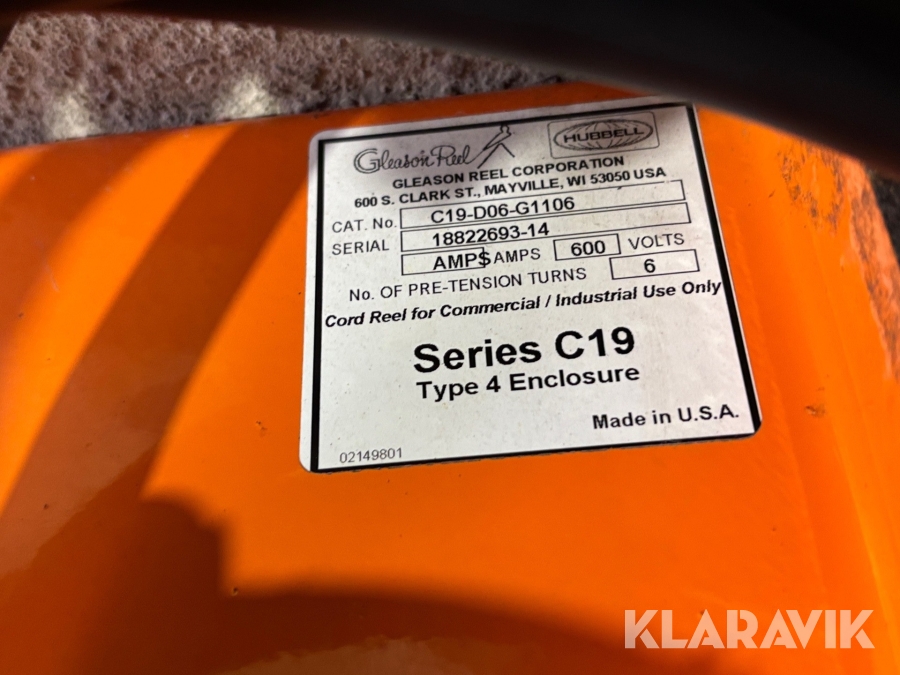 Gleason Reel HUBBELL
GLEASON REEL CORPORATION
600 S. CLARK ST., MAYVILLE, WI 53050 USA
CAT. No. C19-D06-G1106
SERIAL 18822693-14
AMPS AMPS 600 VOLTS
No. OF PRE-TENSION TURNS 6
Cord Reel for Commercial / Industrial Use Only
Series C19
Type 4 Enclosure
Made in U.S.A.
02149801
KLARAVIK